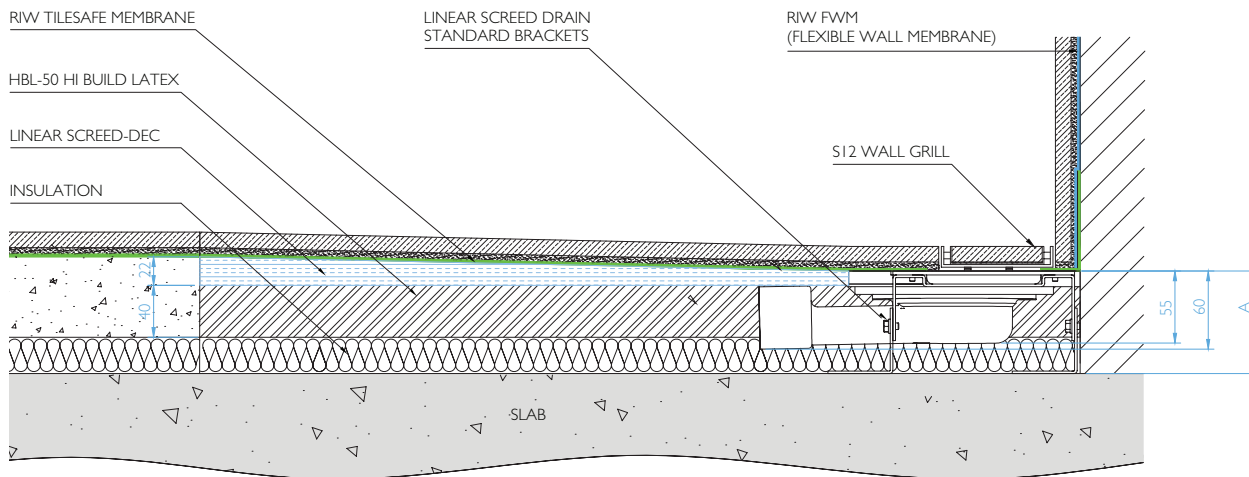 RIW TILESAFE MEMBRANE
LINEAR SCREED DRAIN
STANDARD BRACKETS
RIW FWM
(FLEXIBLE WALL MEMBRANE)
HBL-50 HI BUILD LATEX
LINEAR SCREED-DEC
S12 WALL GRILL
INSULATION
22
40
55
60
A
SLAB